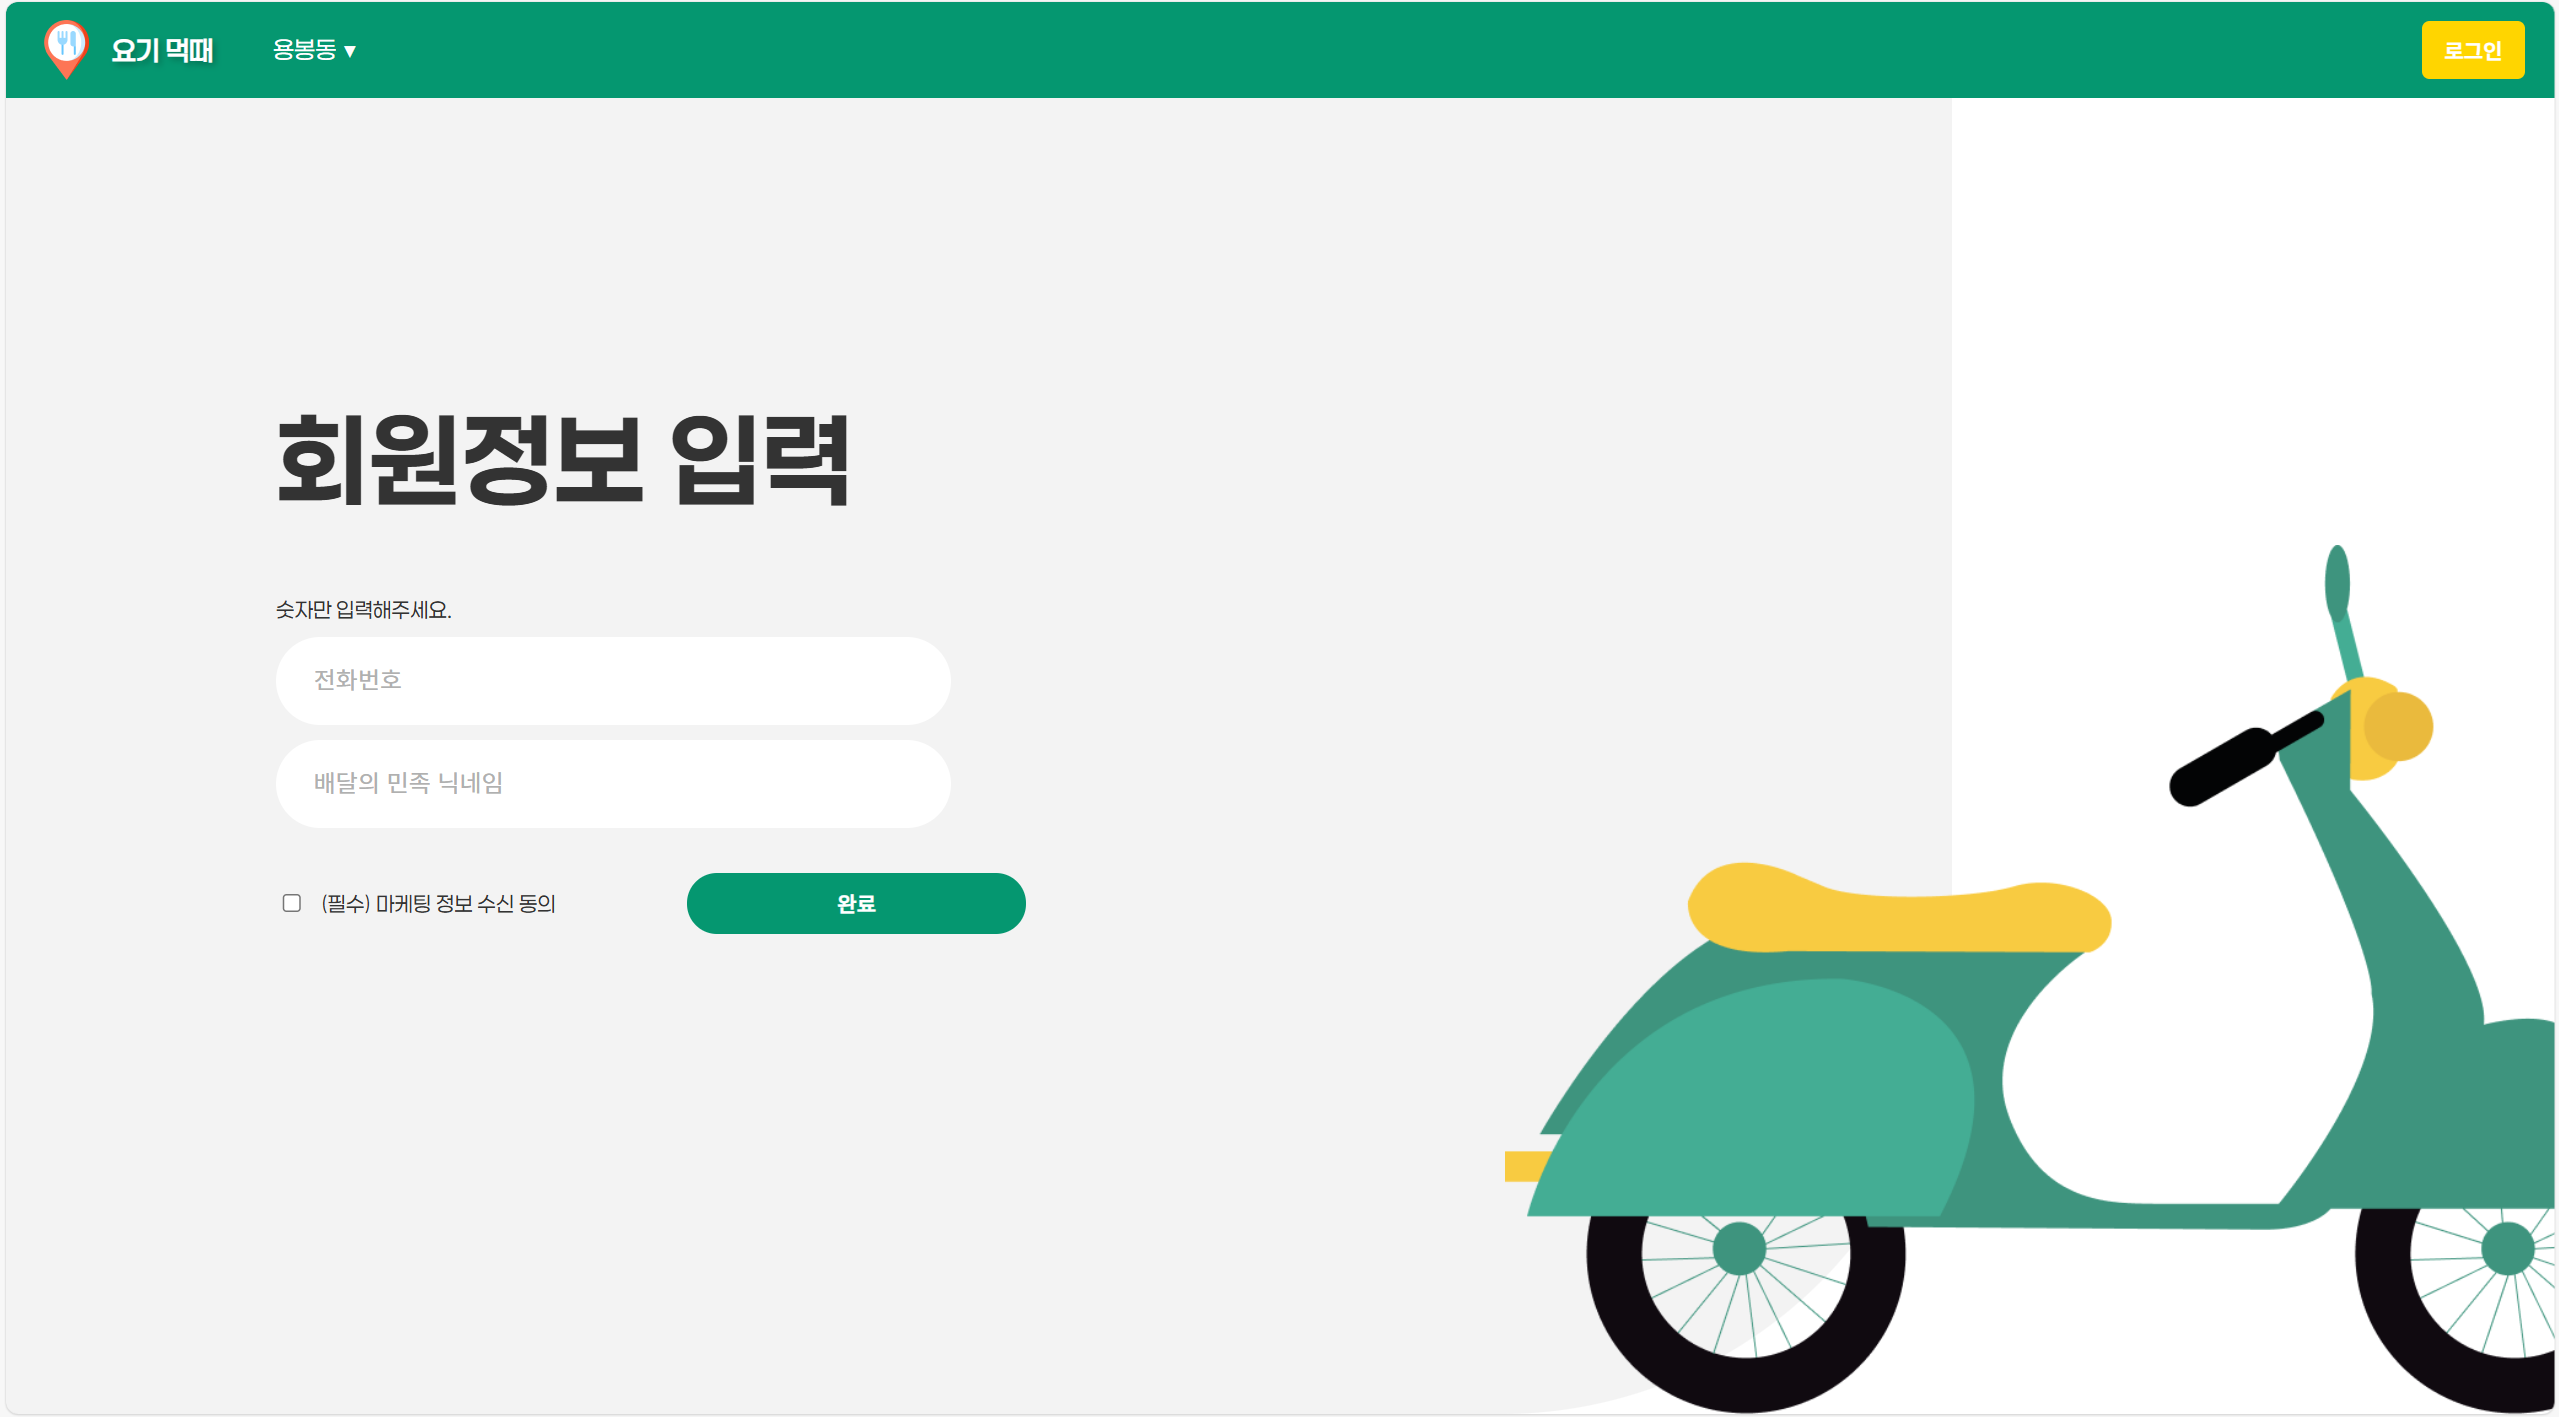 요기 먹때
용봉동 ▼
로그인
회원정보 입력
숫자만 입력해주세요.
전화번호
배달의 민족 닉네임
(필수) 마케팅 정보 수신 동의
완료